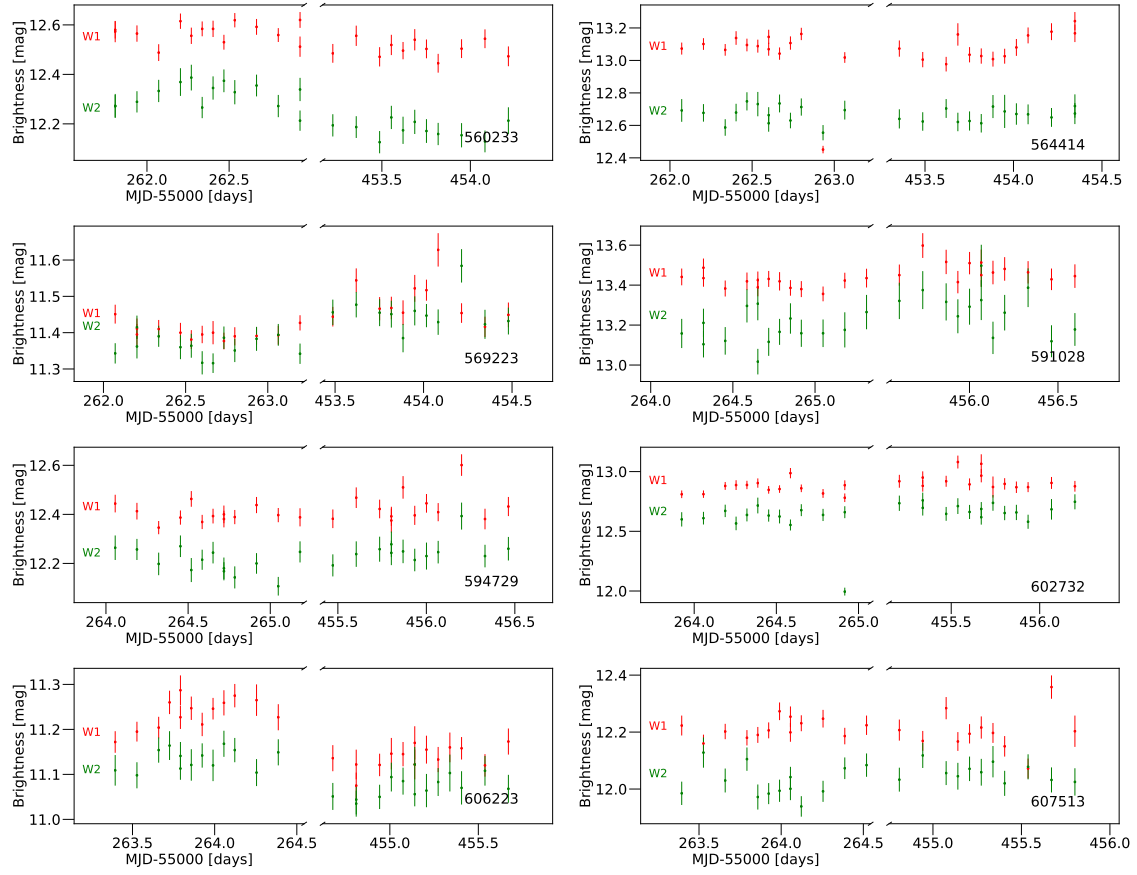 12.6
12.4
12.2
Brightness [mag]
W1
W2
560233
262.0 262.5 453.5 454.0
MJD-55000 [days]
13.2
13.0
12.8
12.6
12.4
Brightness [mag]
W1
W2
564414
262.0 262.5 263.0 453.5 454.0 454.5
MJD-55000 [days]
11.6
11.5
11.4
11.3
Brightness [mag]
W1
W2
569223
262.0 262.5 263.0 453.5 454.0 454.5
MJD-55000 [days]
13.6
13.4
13.2
13.0
Brightness [mag]
W1
W2
591028
264.0 264.5 265.0 456.0 456.5
MJD-55000 [days]
12.6
12.4
12.2
Brightness [mag]
W1
W2
594729
264.0 264.5 265.0 455.5 456.0 456.5
MJD-55000 [days]
13.0
12.5
12.0
Brightness [mag]
W1
W2
602732
264.0 264.5 265.0 455.5 456.0
MJD-55000 [days]
11.3
11.2
11.1
11.0
Brightness [mag]
W1
W2
606223
263.5 264.0 264.5 455.0 455.5
MJD-55000 [days]
12.4
12.2
12.0
Brightness [mag]
W1
W2
607513
263.5 264.0 264.5 455.0 455.5 456.0
MJD-55000 [days]